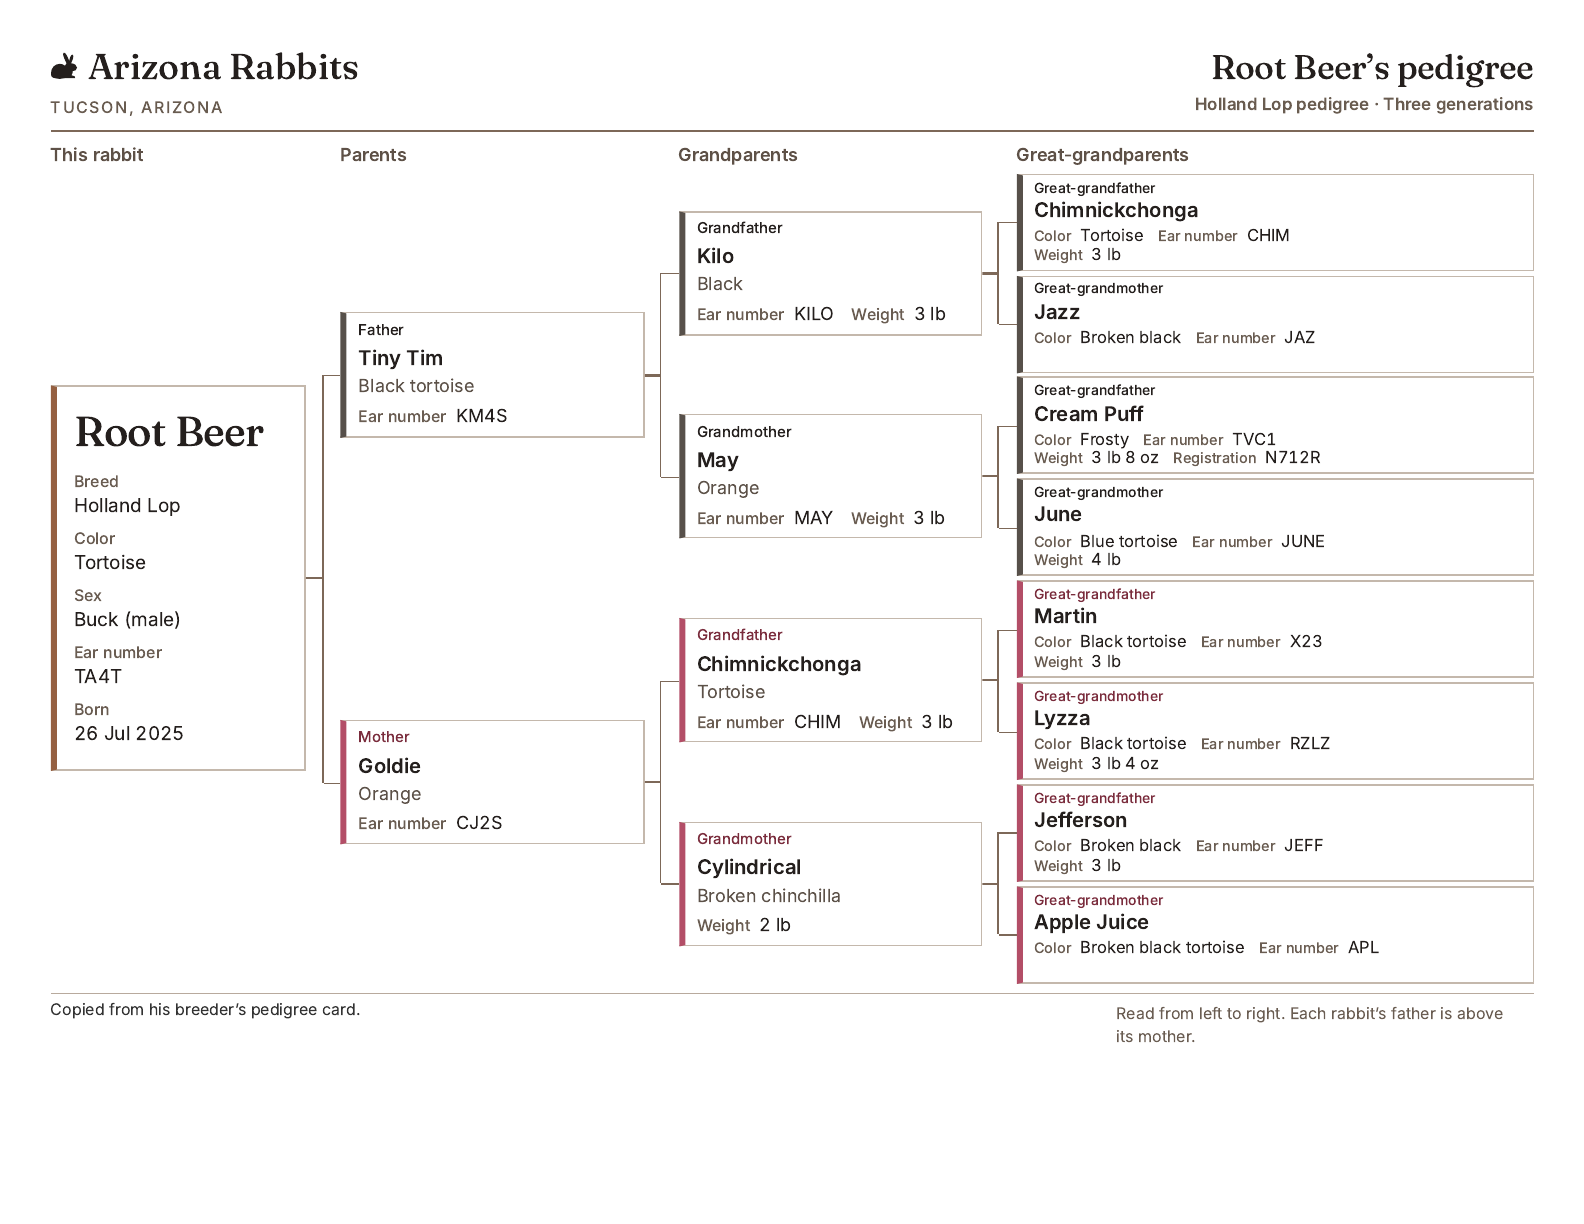 Arizona Rabbits
TUCSON, ARIZONA
Root Beer’s pedigree
Holland Lop pedigree · Three generations
This rabbit
Parents
Grandparents
Great-grandparents
Root Beer
Breed
Holland Lop
Color
Tortoise
Sex
Buck (male)
Ear number
TA4T
Born
26 Jul 2025
Father
Tiny Tim
Black tortoise
Ear number KM4S
Mother
Goldie
Orange
Ear number CJ2S
Grandfather
Kilo
Black
Ear number KILO Weight 3 lb
Grandmother
May
Orange
Ear number MAY Weight 3 lb
Grandfather
Chimnickchonga
Tortoise
Ear number CHIM Weight 3 lb
Grandmother
Cylindrical
Broken chinchilla
Weight 2 lb
Great-grandfather
Chimnickchonga
Color Tortoise Ear number CHIM
Weight 3 lb
Great-grandmother
Jazz
Color Broken black Ear number JAZ
Great-grandfather
Cream Puff
Color Frosty Ear number TVC1
Weight 3 lb 8 oz Registration N712R
Great-grandmother
June
Color Blue tortoise Ear number JUNE
Weight 4 lb
Great-grandfather
Martin
Color Black tortoise Ear number X23
Weight 3 lb
Great-grandmother
Lyzza
Color Black tortoise Ear number RZLZ
Weight 3 lb 4 oz
Great-grandfather
Jefferson
Color Broken black Ear number JEFF
Weight 3 lb
Great-grandmother
Apple Juice
Color Broken black tortoise Ear number APL
Copied from his breeder’s pedigree card.
Read from left to right. Each rabbit’s father is above
its mother.